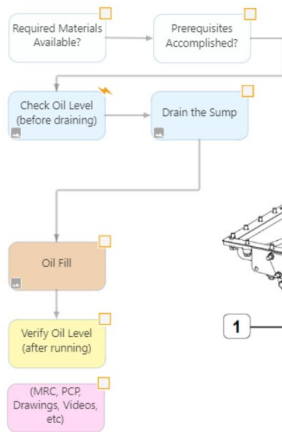 Required Materials
Available?
Prerequisites
Accomplished?
Check Oil Level
(before draining)
Drain the Sump
Oil Fill
1
Verify Oil Level
(after running)
(MRC, PCP,
Drawings, Videos,
etc)